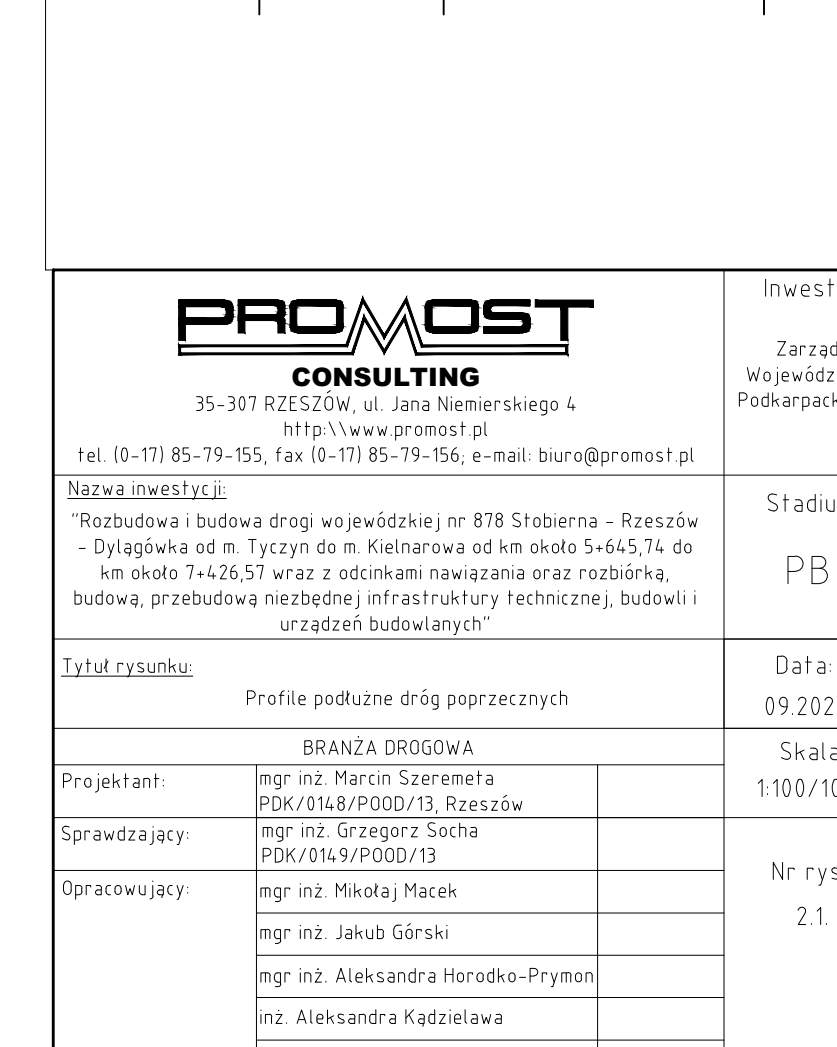 PROMOST
CONSULTING
35-307 RZESZÓW, ul. Jana Niemierskiego 4
http:\\www.promost.pl
tel. (0-17) 85-79-155, fax (0-17) 85-79-156; e-mail: biuro@promost.pl
Nazwa inwestycji:
"Rozbudowa i budowa drogi wojewódzkiej nr 878 Stobierna - Rzeszów
- Dylągówka od m. Tyczyn do m. Kielnarowa od km około 5+645,74 do
km około 7+426,57 wraz z odcinkami nawiązania oraz rozbiórką,
budową, przebudową niezbędnej infrastruktury technicznej, budowli i
urządzeń budowlanych"
Tytuł rysunku:
Profile podłużne dróg poprzecznych
BRANŻA DROGOWA
Projektant:
mgr inż. Marcin Szeremeta
PDK/0148/POOD/13, Rzeszów
Sprawdzający:
mgr inż. Grzegorz Socha
PDK/0149/POOD/13
Opracowujący:
mgr inż. Mikołaj Macek
mgr inż. Jakub Górski
mgr inż. Aleksandra Horodko-Prymon
inż. Aleksandra Kądzielawa
Inwest
Zarząd
Wojewódz
Podkarpack
Stadiu
PB
Data:
09.202
Skala
1:100/10
Nr rys
2.1.